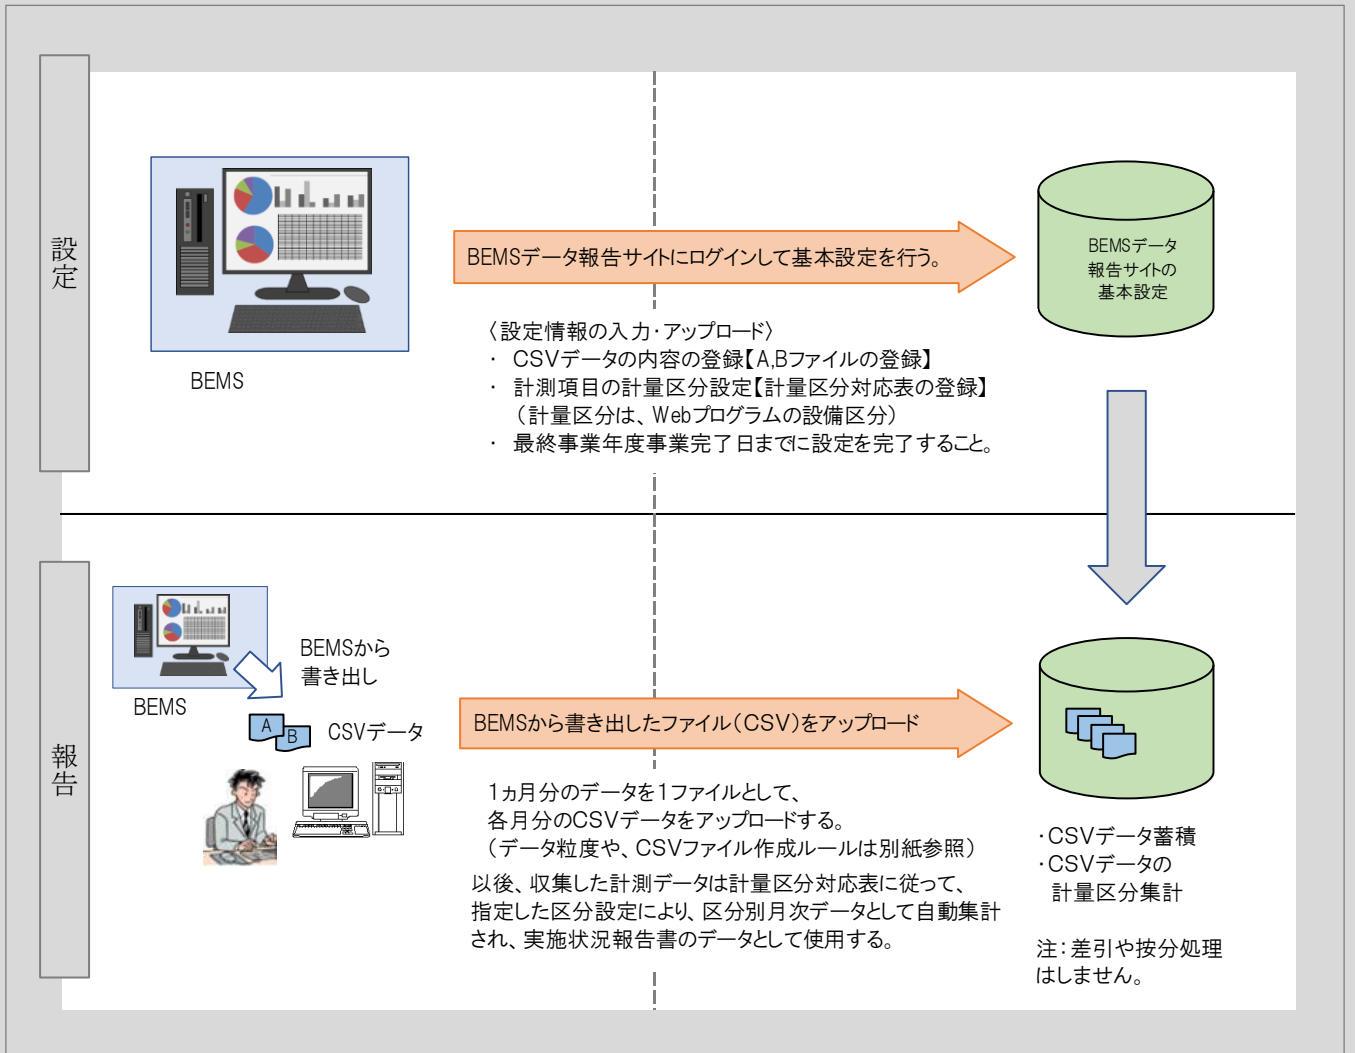 設定
BEMS
BEMSデータ報告サイトにログインして基本設定を行う。
〈設定情報の入力・アップロード〉
・ CSVデータの内容の登録【A,Bファイルの登録】
・ 計測項目の計量区分設定【計量区分対応表の登録】
（計量区分は、Webプログラムの設備区分）
・ 最終事業年度事業完了日までに設定を完了すること。
BEMSデータ
報告サイトの
基本設定
報告
BEMS
BEMSから
書き出し
A
B
CSVデータ
BEMSから書き出したファイル（CSV）をアップロード
1ヵ月分のデータを1ファイルとして、
各月分のCSVデータをアップロードする。
（データ粒度や、CSVファイル作成ルールは別紙参照）
以後、収集した計測データは計量区分対応表に従って、
指定した区分設定により、区分別月次データとして自動集計
され、実施状況報告書のデータとして使用する。
・CSVデータ蓄積
・CSVデータの
計量区分集計
注：差引や按分処理
はしません。